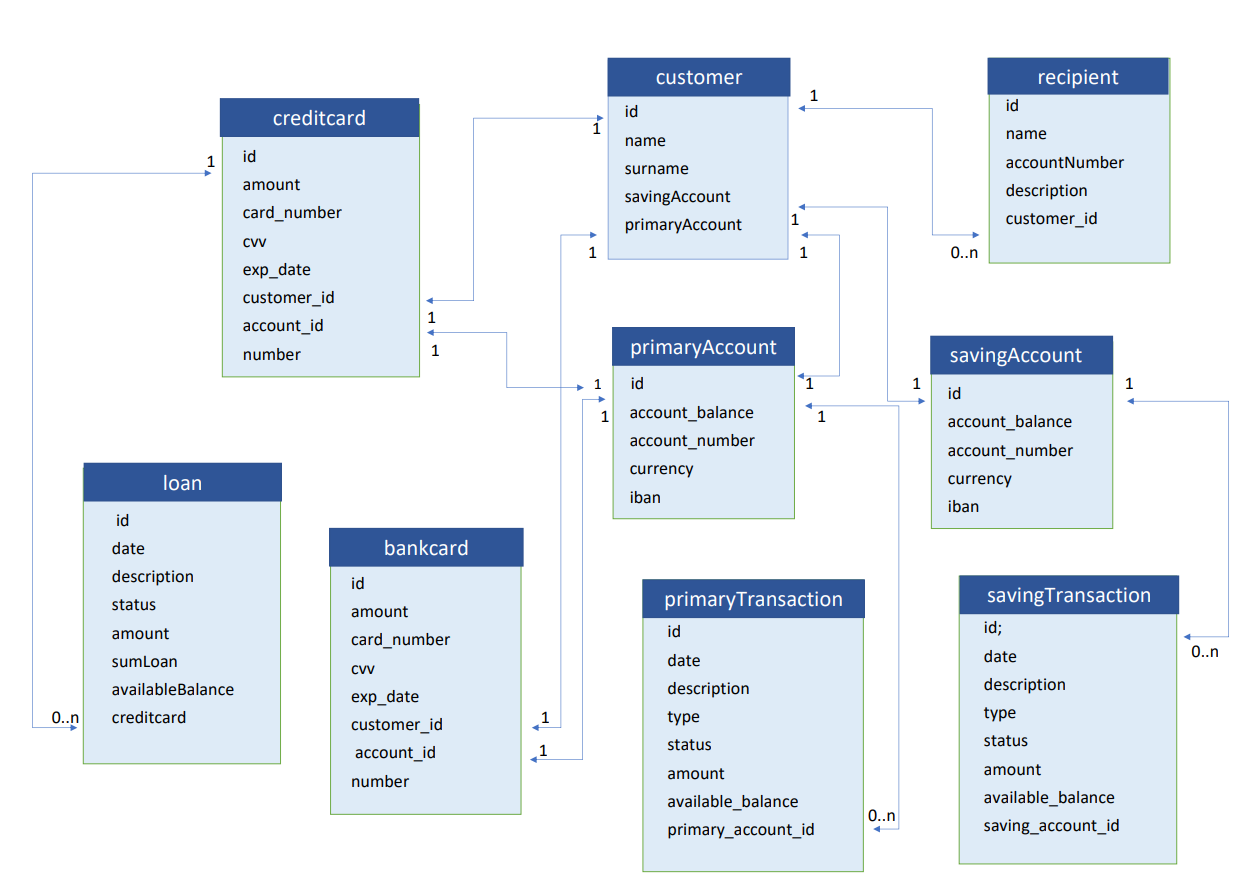 customer
id
name
surname
savingAccount
primaryAccount
recipient
id
name
accountNumber
description
customer_id
creditcard
id
amount
card_number
cvv
exp_date
customer_id
account_id
number
primaryAccount
id
account_balance
account_number
currency
iban
savingAccount
id
account_balance
account_number
currency
iban
loan
id
date
description
status
amount
sumLoan
availableBalance
creditcard
bankcard
id
amount
card_number
cvv
exp_date
customer_id
account_id
number
primaryTransaction
id
date
description
type
status
amount
available_balance
primary_account_id
savingTransaction
id;
date
description
type
status
amount
available_balance
saving_account_id
1
1
1
1
1
1
0..n
1
1
1
1
1
1
1
1
1
1
0..n
1
1
0..n
0..n